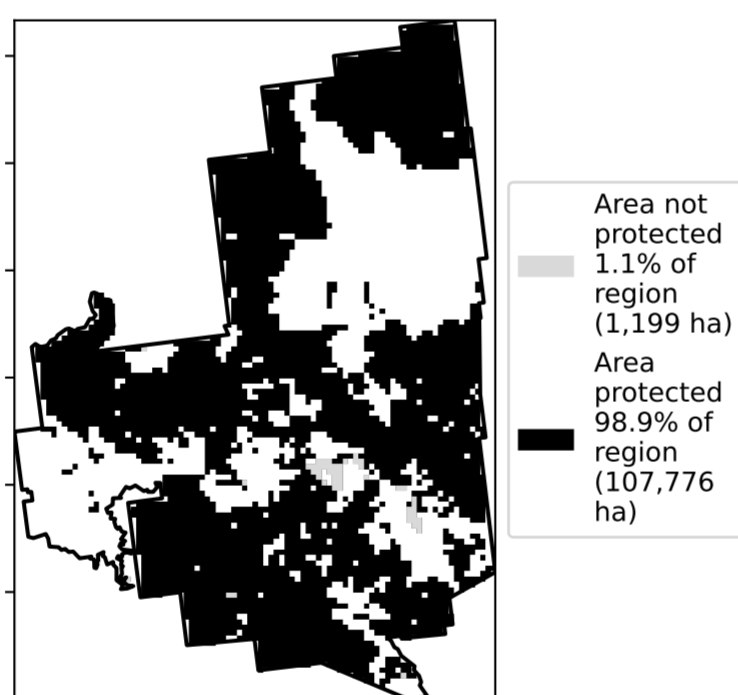 Area not
protected
1.1% of
region
(1,199 ha)
Area
protected
98.9% of
region
(107,776
ha)